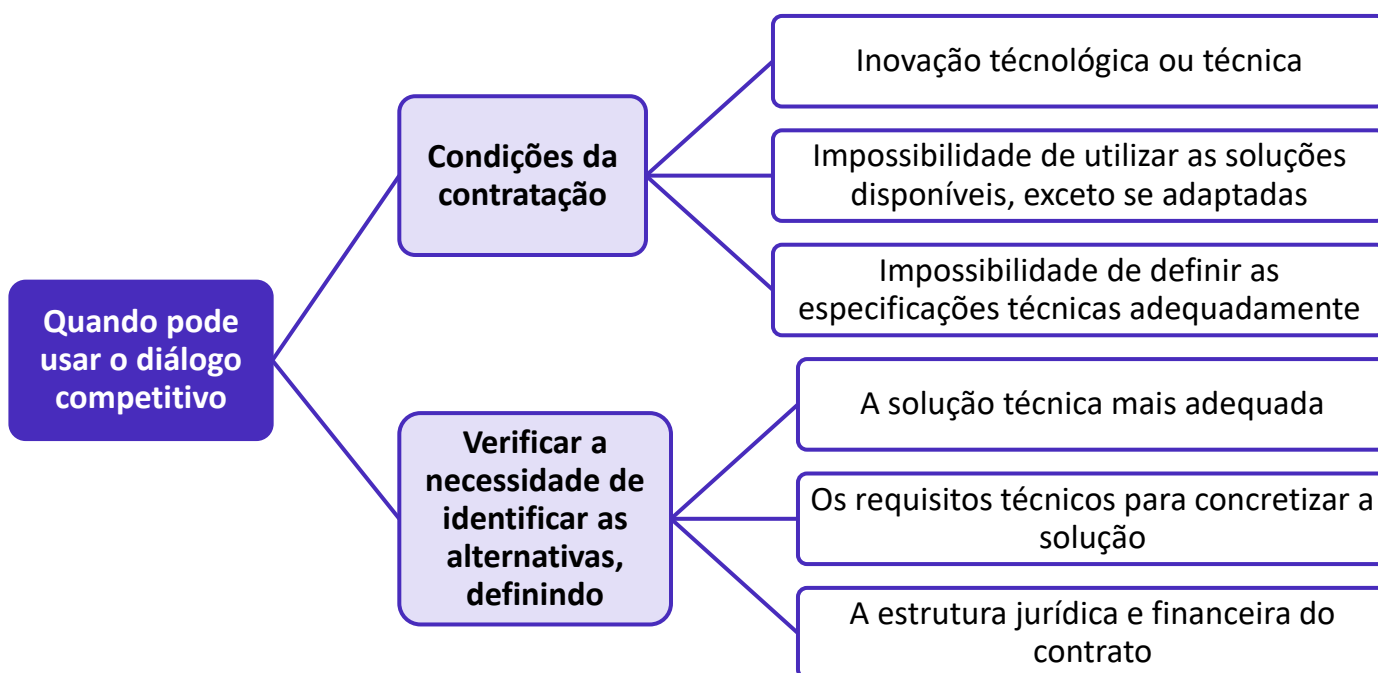 Quando pode
usar o diálogo
competitivo
Condições da
contratação
Inovação técnológica ou técnica
Impossibilidade de utilizar as soluções
disponíveis, exceto se adaptadas
Impossibilidade de definir as
especificações técnicas adequadamente
Verificar a
necessidade de
identificar as
alternativas,
definindo
A solução técnica mais adequada
Os requisitos técnicos para concretizar a
solução
A estrutura jurídica e financeira do
contrato